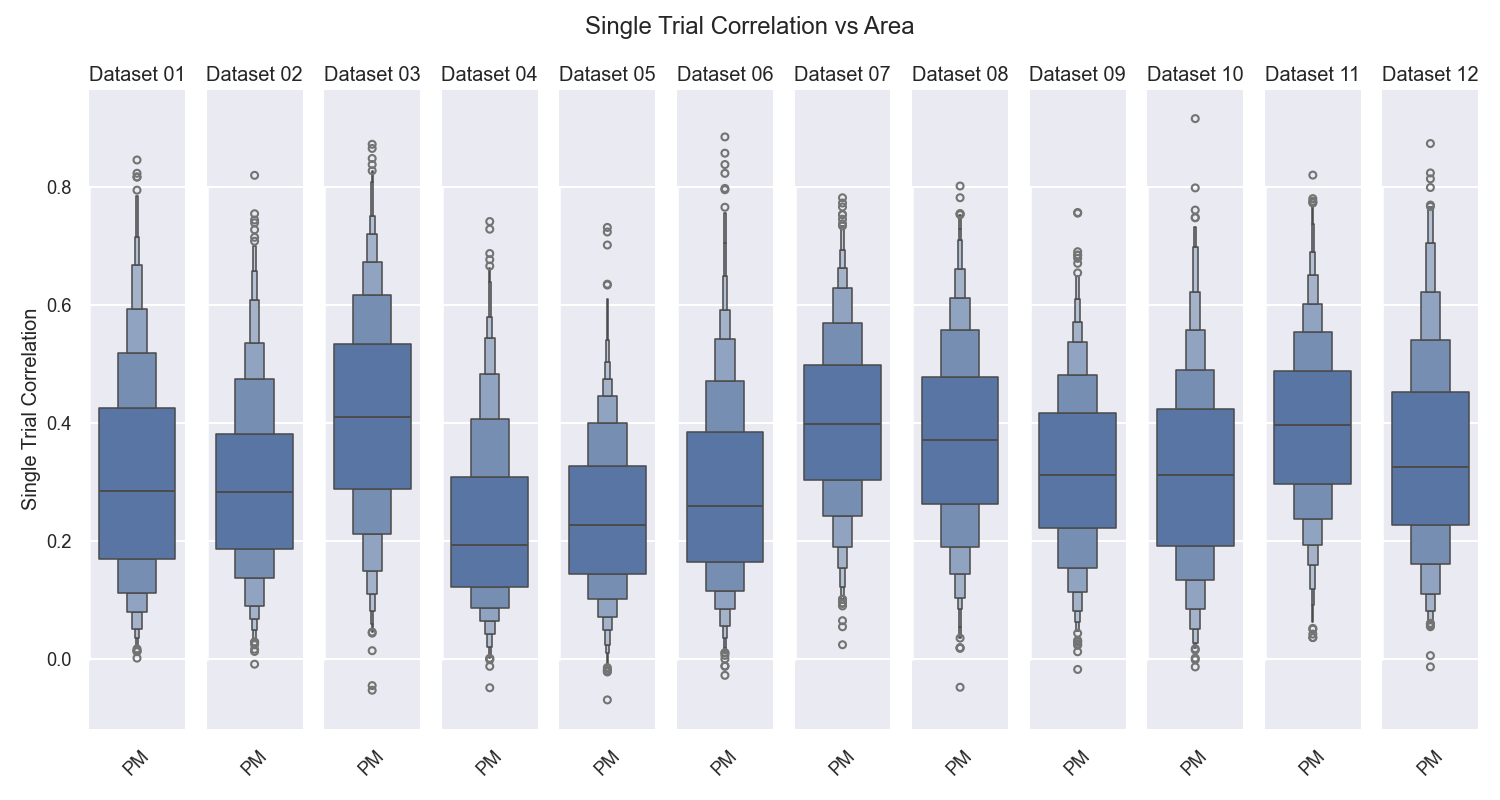 Single Trial Correlation vs Area
Dataset 01 Dataset 02 Dataset 03 Dataset 04 Dataset 05 Dataset 06 Dataset 07 Dataset 08 Dataset 09 Dataset 10 Dataset 11 Dataset 12
Single Trial Correlation
0.8
0.6
0.4
0.2
0.0
PM PM PM PM PM PM PM PM PM PM PM PM